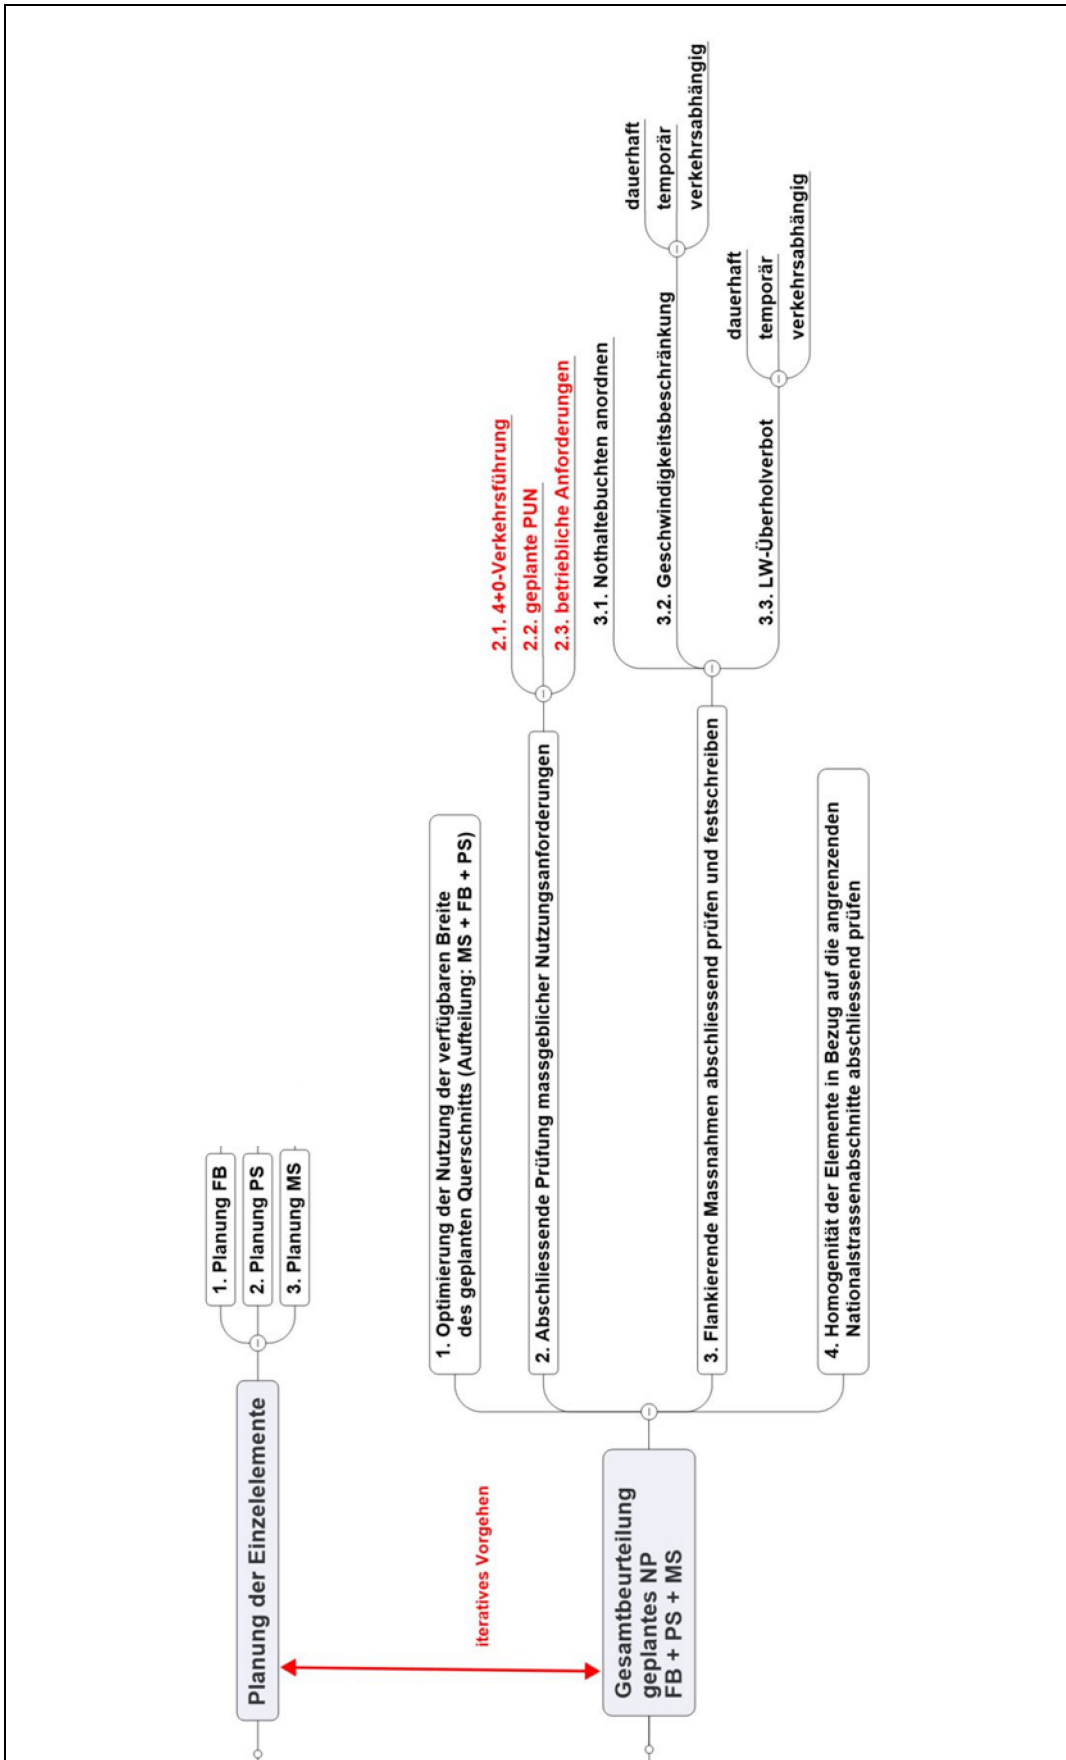 Planung der Einzelelemente
1. Planung FB
2. Planung PS
3. Planung MS
iteratives Vorgehen
Gesamtbeurteilung
geplantes NP
FB + PS + MS
1. Optimierung der Nutzung der verfügbaren Breite
des geplanten Querschnitts (Aufteilung: MS + FB + PS)
2. Abschliessende Prüfung massgeblicher Nutzungsanforderungen
2.1. 4+0-Verkehrsführung
2.2. geplante PUN
2.3. betriebliche Anforderungen
3. Flankierende Massnahmen abschliessend prüfen und festschreiben
3.1. Nothaltebuchten anordnen
3.2. Geschwindigkeitsbeschränkung
dauerhaft
temporär
verkehrsabhängig
3.3. LW-Überholverbot
dauerhaft
temporär
verkehrsabhängig
4. Homogenität der Elemente in Bezug auf die angrenzenden
Nationalstrassenabschnitte abschliessend prüfen